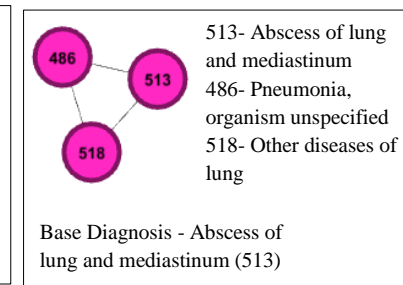 486
513
518
513- Abscess of lung
and mediastinum
486- Pneumonia,
organism unspecified
518- Other diseases of
lung
Base Diagnosis - Abscess of
lung and mediastinum (513)